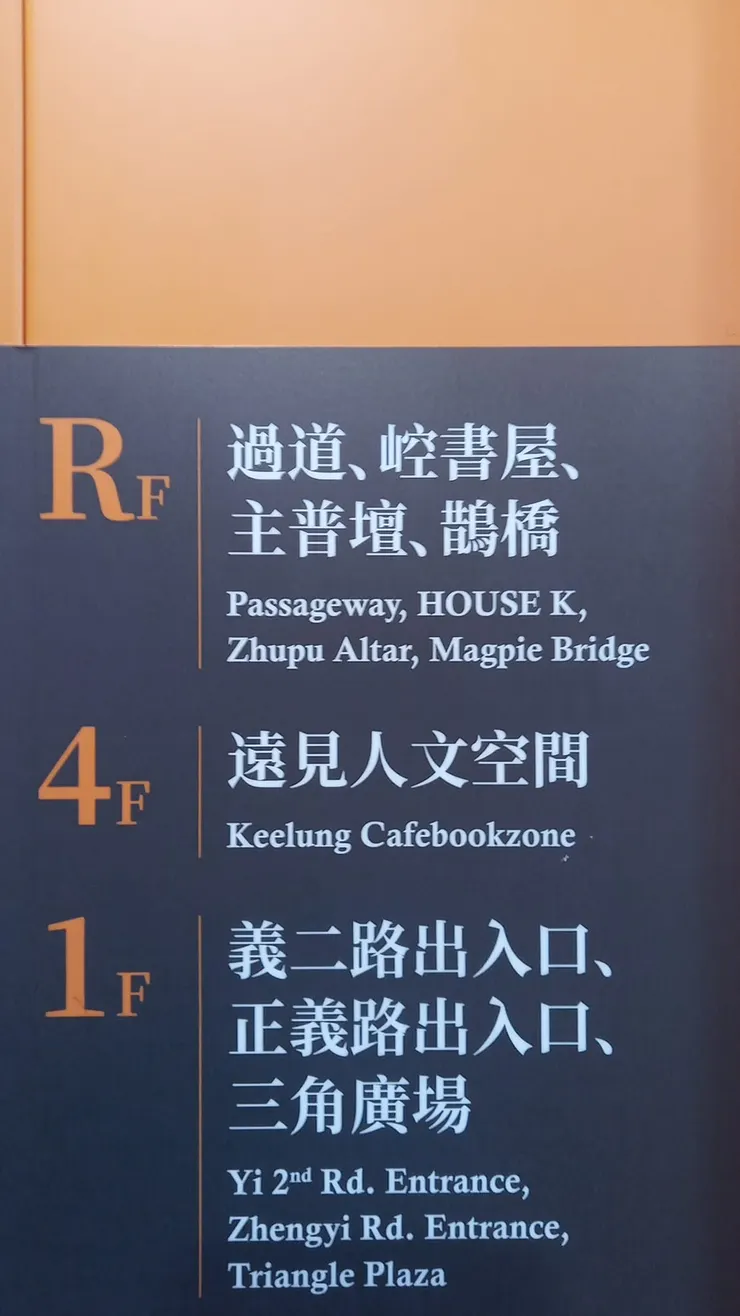 RF
過道、崆書屋、
主普壇、鵲橋
Passageway, HOUSE K,
Zhupu Altar, Magpie Bridge
4F
遠見人文空間
Keelung Cafebookzone
1F
義二路出入口、
正義路出入口、
三角廣場
Yi 2nd Rd. Entrance,
Zhengyi Rd. Entrance,
Triangle Plaza